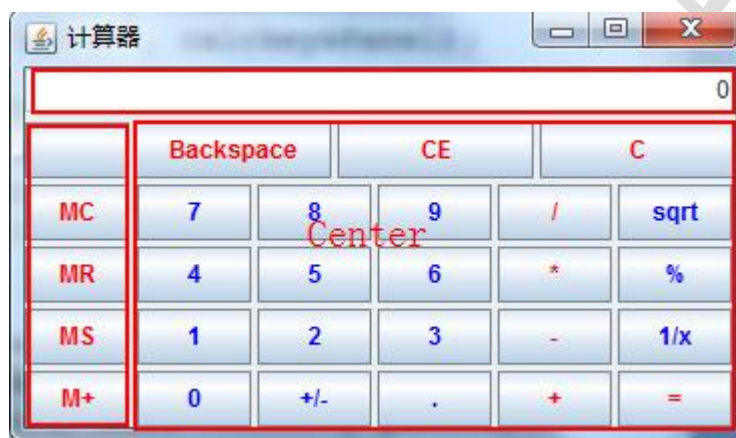 计算器
0
Backspace CE C
MC 7 8 9 / sqrt
Center
MR 4 5 6 * %
MS 1 2 3 - 1/x
M+ 0 +/- . + =